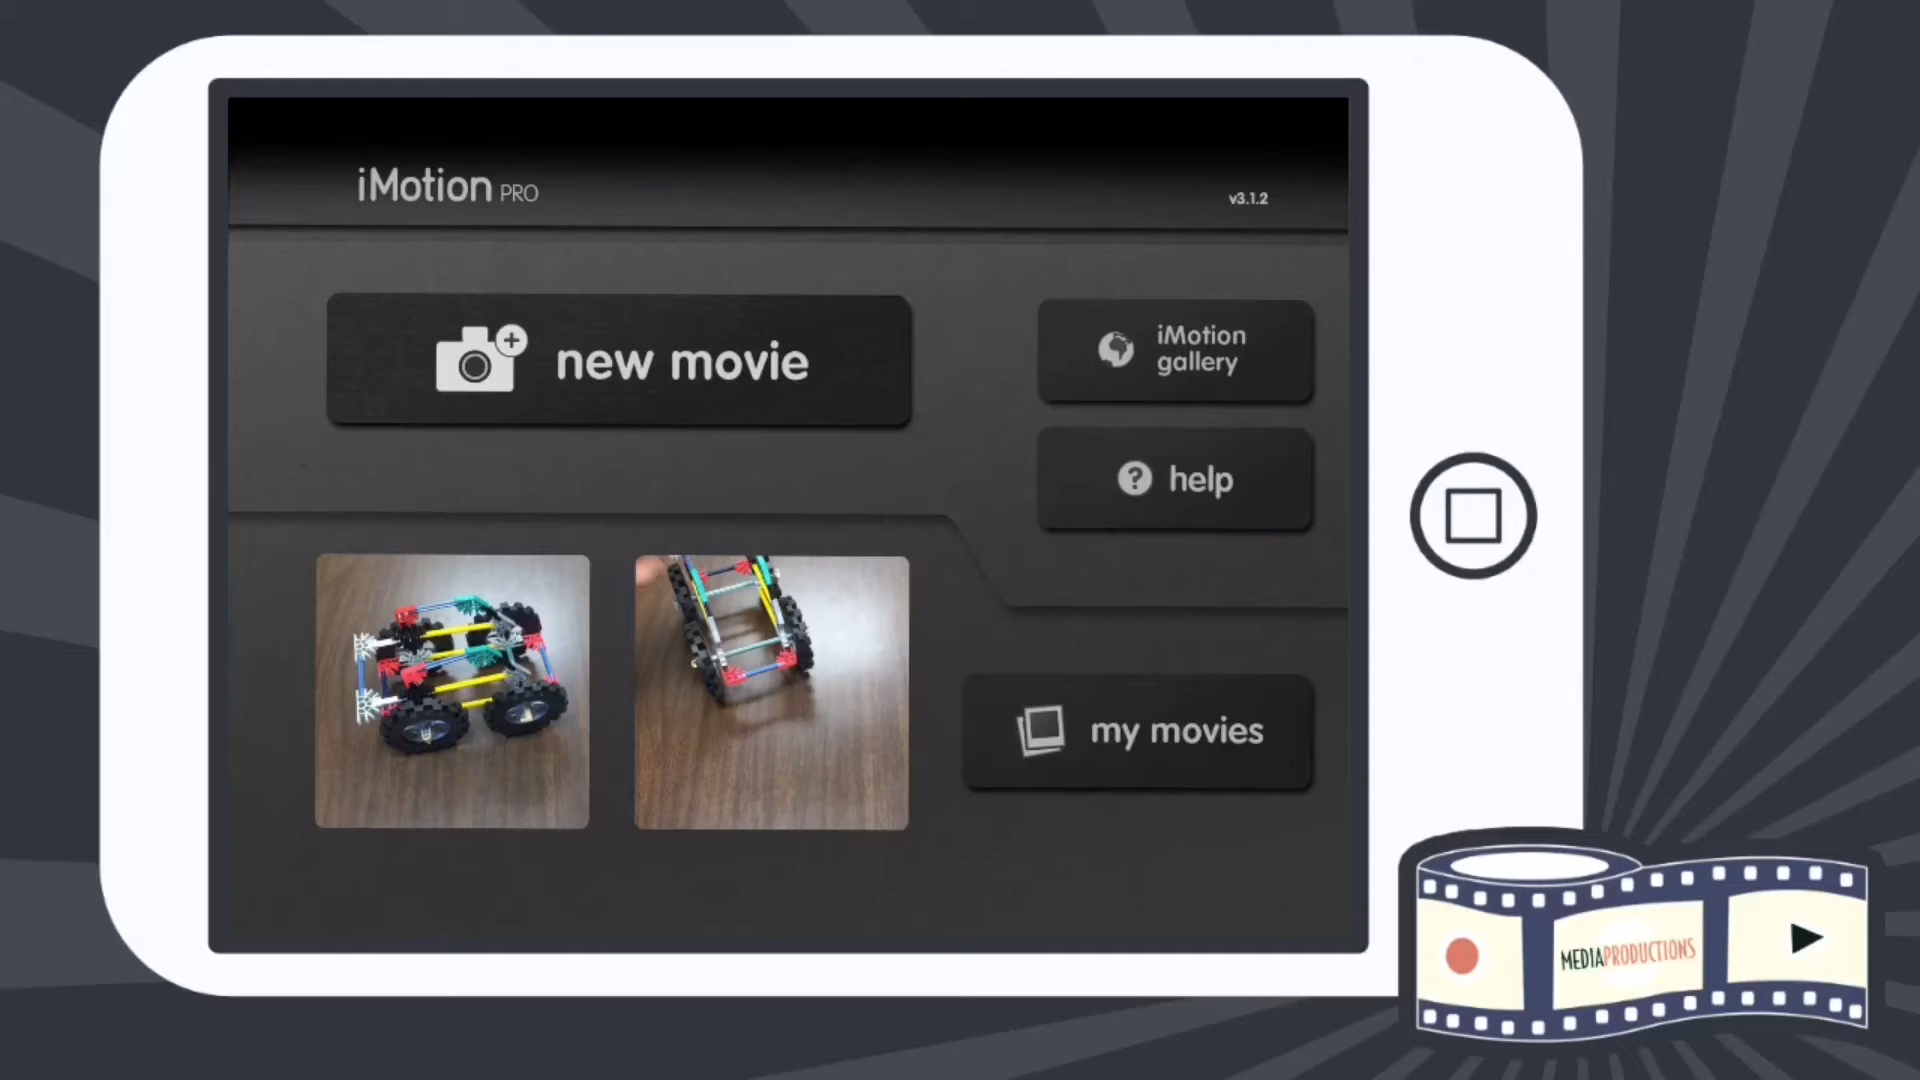 iMotion PRO
v3.1.2
new movie
iMotion
gallery
help
my movies
MEDIAPRODUCTIONS